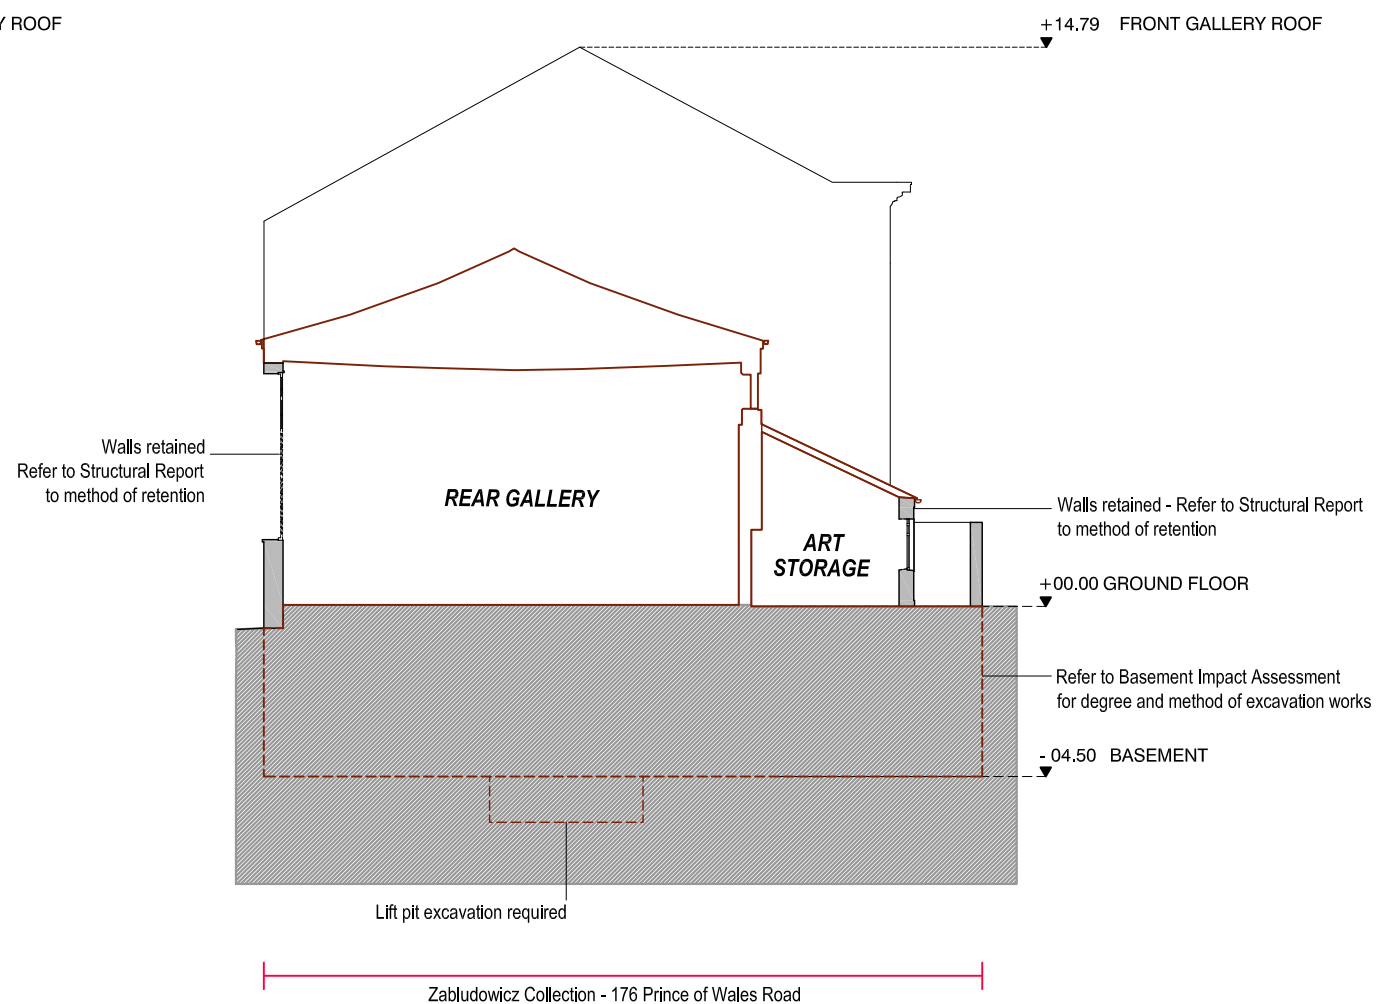 Y ROOF
+14.79 FRONT GALLERY ROOF
Walls retained
Refer to Structural Report
to method of retention
REAR GALLERY
ART
STORAGE
Walls retained - Refer to Structural Report
to method of retention
+00.00 GROUND FLOOR
Refer to Basement Impact Assessment
for degree and method of excavation works
- 04.50 BASEMENT
Lift pit excavation required
Zabludowicz Collection - 176 Prince of Wales Road